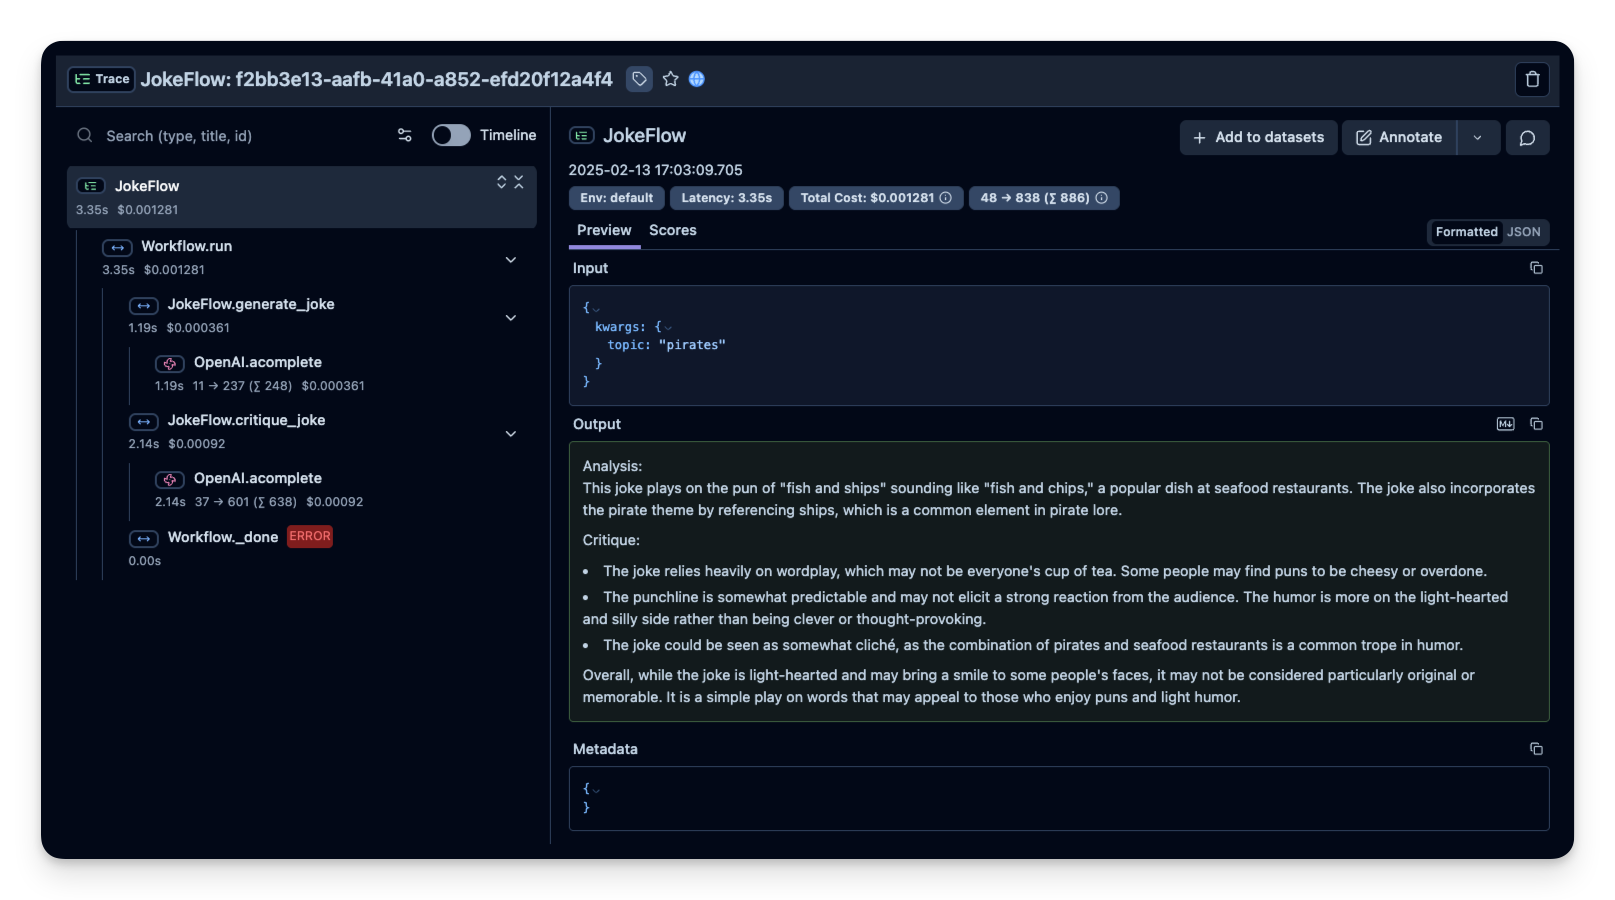 Trace JokeFlow: f2bb3e13-aafb-41a0-a852-efd20f12a4f4
Search (type, title, id)
Timeline
JokeFlow
3.35s $0.001281
Workflow.run
3.35s $0.001281
JokeFlow.generate_joke
1.19s $0.000361
OpenAI.acomplete
1.19s 11 → 237 (∑ 248) $0.000361
JokeFlow.critique_joke
2.14s $0.00092
OpenAI.acomplete
2.14s 37 → 601 (∑ 638) $0.00092
Workflow._done ERROR
0.00s
JokeFlow
+ Add to datasets
Annotate
2025-02-13 17:03:09.705
Env: default
Latency: 3.35s
Total Cost: $0.001281
48 → 838 (∑ 886)
Preview Scores
Formatted JSON
Input
{
kwargs: {
topic: "pirates"
}
}
Output
M↓
Analysis:
This joke plays on the pun of "fish and ships" sounding like "fish and chips," a popular dish at seafood restaurants. The joke also incorporates
the pirate theme by referencing ships, which is a common element in pirate lore.
Critique:
• The joke relies heavily on wordplay, which may not be everyone's cup of tea. Some people may find puns to be cheesy or overdone.
• The punchline is somewhat predictable and may not elicit a strong reaction from the audience. The humor is more on the light-hearted
and silly side rather than being clever or thought-provoking.
• The joke could be seen as somewhat cliché, as the combination of pirates and seafood restaurants is a common trope in humor.
Overall, while the joke is light-hearted and may bring a smile to some people's faces, it may not be considered particularly original or
memorable. It is a simple play on words that may appeal to those who enjoy puns and light humor.
Metadata
{
}